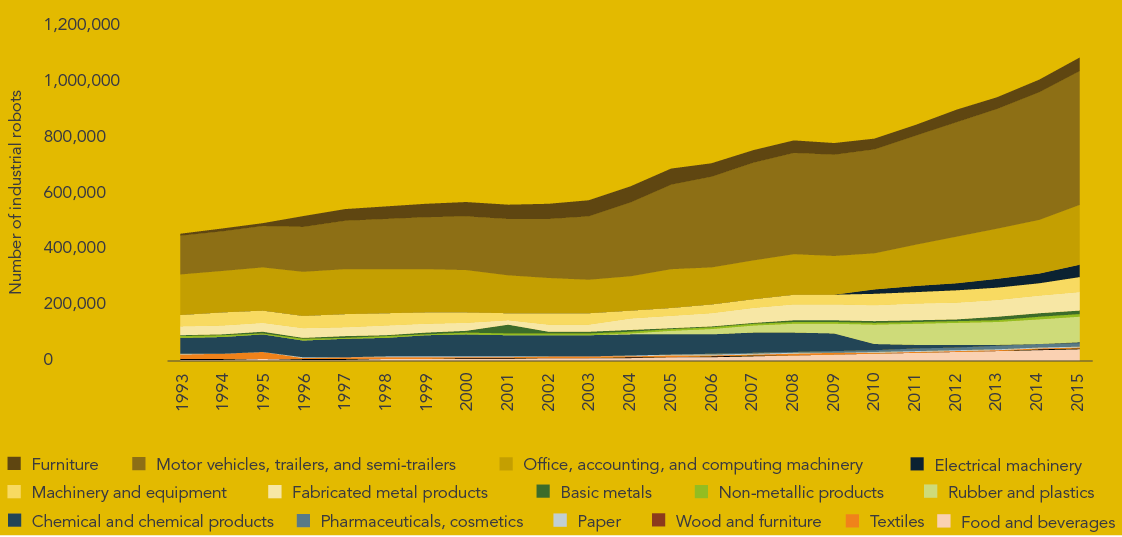 1,200,000
1,000,000
800,000
600,000
400,000
200,000
0
Number of industrial robots
1993 1994 1995 1996 1997 1998 1999 2000 2001 2002 2003 2004 2005 2006 2007 2008 2009 2010 2011 2012 2013 2014 2015
Furniture Motor vehicles, trailers, and semi-trailers Office, accounting, and computing machinery Electrical machinery
Machinery and equipment Fabricated metal products Basic metals Non-metallic products Rubber and plastics
Chemical and chemical products Pharmaceuticals, cosmetics Paper Wood and furniture Textiles Food and beverages